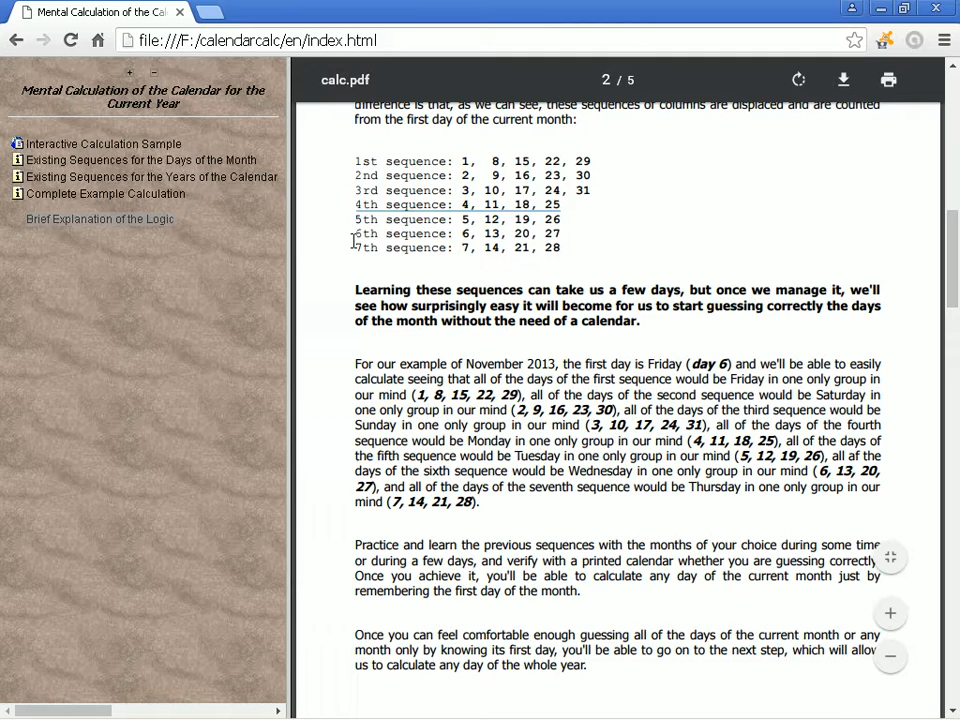 Mental Calculation of the Ca
file:///F:/calendarcalc/en/index.html
+ −
Mental Calculation of the Calendar for the
Current Year
Interactive Calculation Sample
Existing Sequences for the Days of the Month
Existing Sequences for the Years of the Calendar
Complete Example Calculation
Brief Explanation of the Logic
calc.pdf
2 / 5
difference is that, as we can see, these sequences of columns are displaced and are counted
from the first day of the current month:
1st sequence: 1, 8, 15, 22, 29
2nd sequence: 2, 9, 16, 23, 30
3rd sequence: 3, 10, 17, 24, 31
4th sequence: 4, 11, 18, 25
5th sequence: 5, 12, 19, 26
6th sequence: 6, 13, 20, 27
7th sequence: 7, 14, 21, 28
Learning these sequences can take us a few days, but once we manage it, we'll
see how surprisingly easy it will become for us to start guessing correctly the days
of the month without the need of a calendar.
For our example of November 2013, the first day is Friday (day 6) and we'll be able to easily
calculate seeing that all of the days of the first sequence would be Friday in one only group in
our mind (1, 8, 15, 22, 29), all of the days of the second sequence would be Saturday in
one only group in our mind (2, 9, 16, 23, 30), all of the days of the third sequence would be
Sunday in one only group in our mind (3, 10, 17, 24, 31), all of the days of the fourth
sequence would be Monday in one only group in our mind (4, 11, 18, 25), all of the days of
the fifth sequence would be Tuesday in one only group in our mind (5, 12, 19, 26), all af the
days of the sixth sequence would be Wednesday in one only group in our mind (6, 13, 20,
27), and all of the days of the seventh sequence would be Thursday in one only group in our
mind (7, 14, 21, 28).
Practice and learn the previous sequences with the months of your choice during some time
or during a few days, and verify with a printed calendar whether you are guessing correctly.
Once you achieve it, you'll be able to calculate any day of the current month just by
remembering the first day of the month.
Once you can feel comfortable enough guessing all of the days of the current month or any
month only by knowing its first day, you'll be able to go on to the next step, which will allow
us to calculate any day of the whole year.